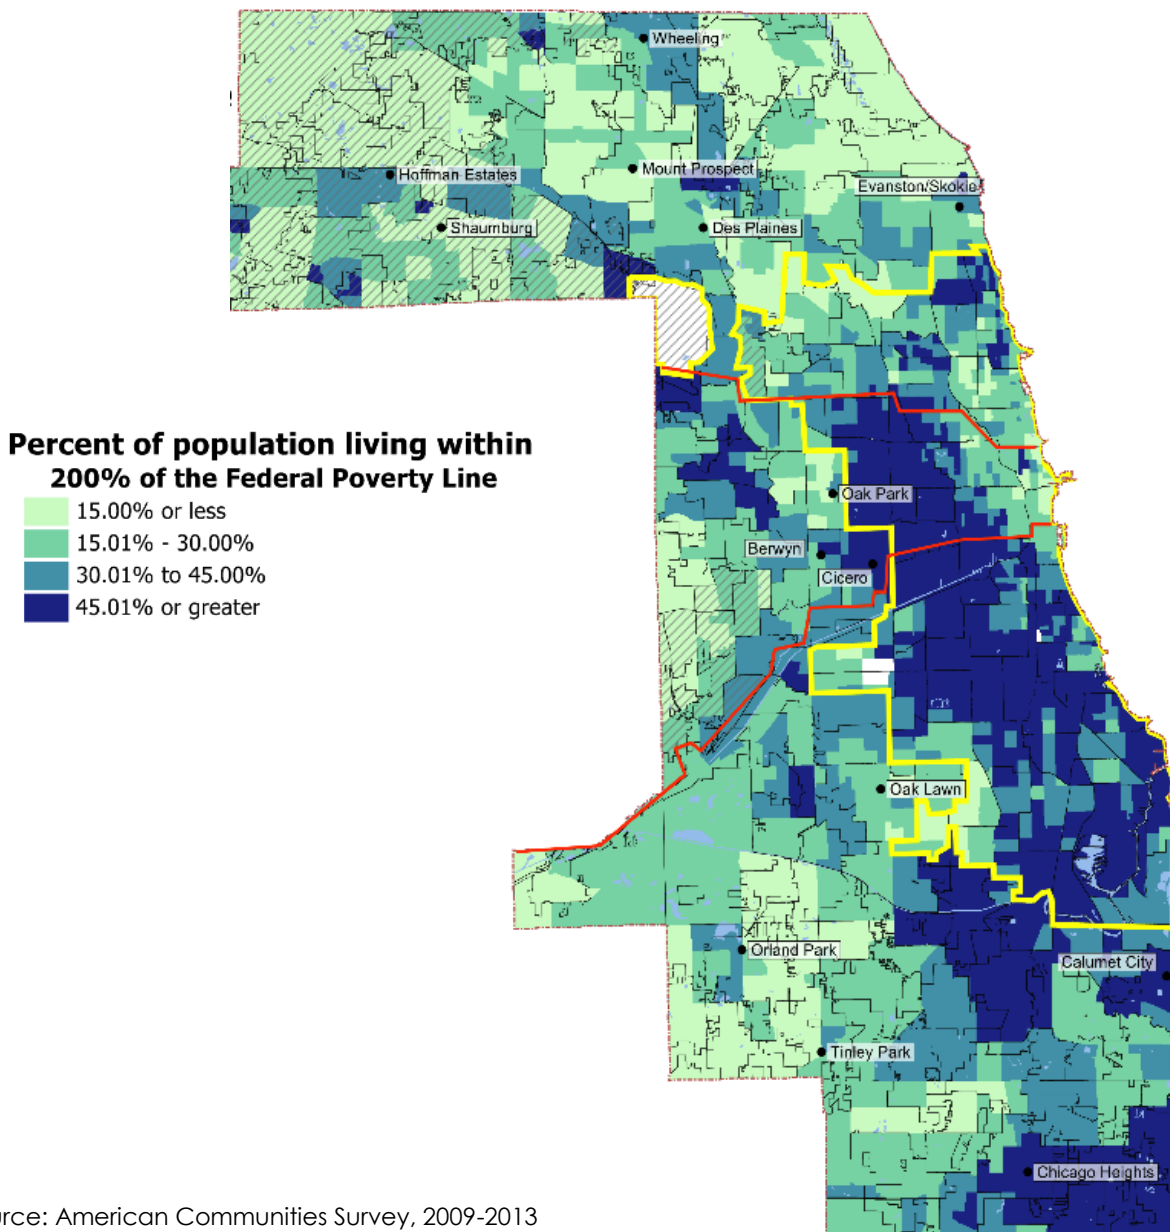 Wheeling
Mount Prospect
Hoffman Estates
Evanston/Skokie
Shaumburg
Des Plaines
Percent of population living within
200% of the Federal Poverty Line
15.00% or less
15.01% - 30.00%
30.01% to 45.00%
45.01% or greater
Oak Park
Berwyn
Cicero
Oak Lawn
Orland Park
Calumet City
Tinley Park
Chicago Heights
urce: American Communities Survey, 2009-2013